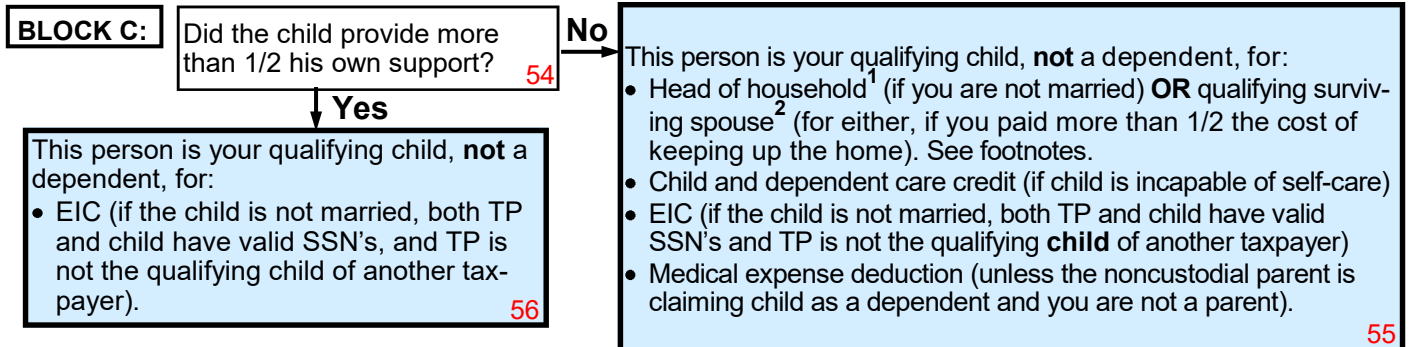 BLOCK C:
Did the child provide more
than 1/2 his own support?
54
No
Yes
This person is your qualifying child, not a
dependent, for:
• EIC (if the child is not married, both TP
and child have valid SSN's, and TP is
not the qualifying child of another tax-
payer).
56
This person is your qualifying child, not a dependent, for:
• Head of household1 (if you are not married) OR qualifying surviv-
ing spouse2 (for either, if you paid more than 1/2 the cost of
keeping up the home). See footnotes.
• Child and dependent care credit (if child is incapable of self-care)
• EIC (if the child is not married, both TP and child have valid
SSN's and TP is not the qualifying child of another taxpayer)
• Medical expense deduction (unless the noncustodial parent is
claiming child as a dependent and you are not a parent).
55